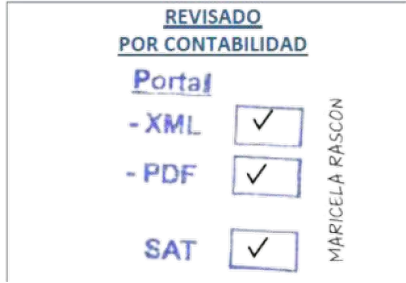 REVISADO
POR CONTABILIDAD
Portal
- XML ✓
- PDF ✓
SAT ✓
MARICELA RASCON